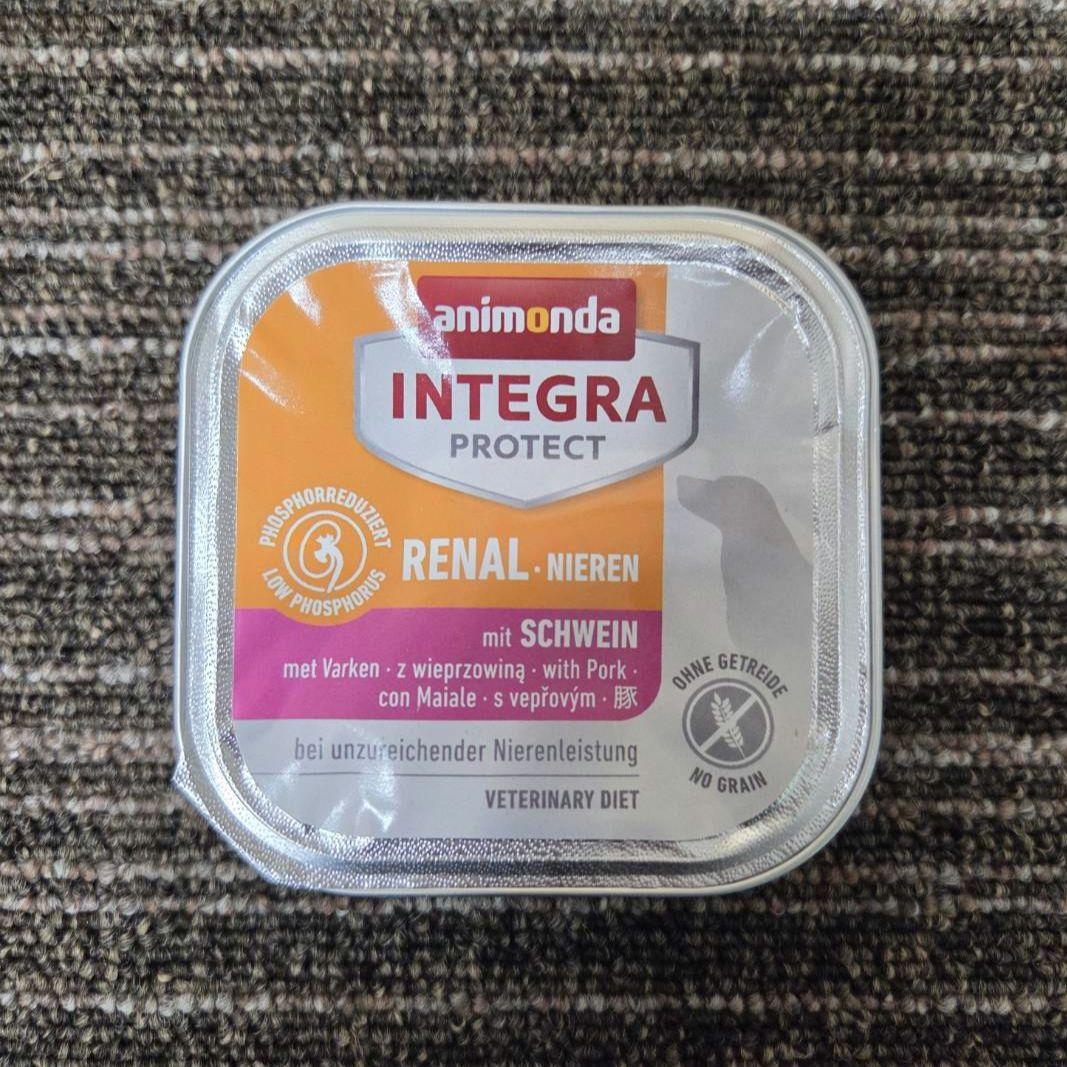 animonda
INTEGRA
PROTECT
PHOSPHORREDUZIERT
LOW PHOSPHORUS
RENAL · NIEREN
mit SCHWEIN
met Varken · z wieprzowiną · with Pork ·
con Maiale · s vepřovým · 豚
OHNE GETREIDE
NO GRAIN
bei unzureichender Nierenleistung
VETERINARY DIET